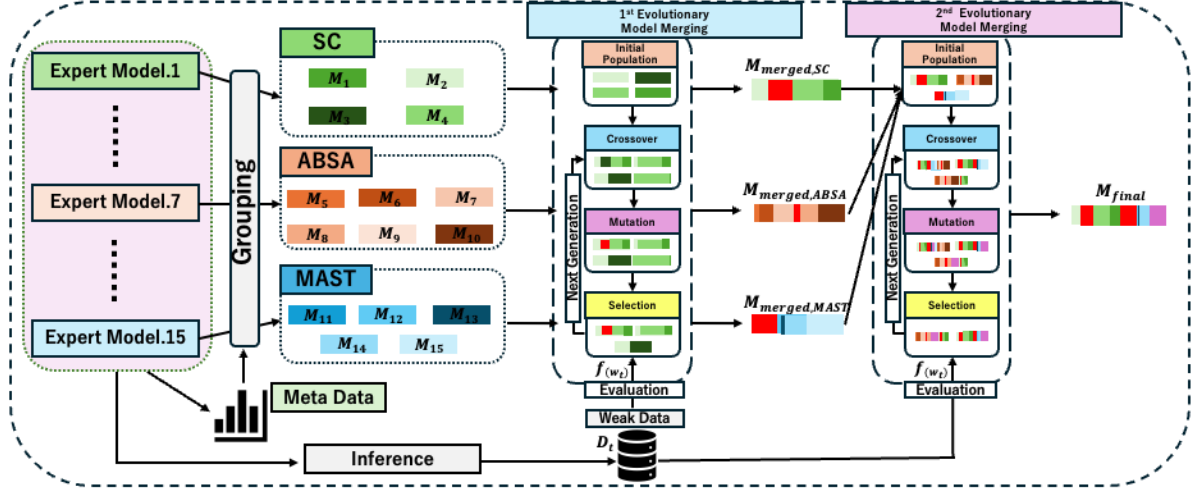 Expert Model.1
Expert Model.7
Expert Model.15
Grouping
Meta Data
Inference
SC
M1
M2
M3
M4
ABSA
M5
M6
M7
M8
M9
M10
MAST
M11
M12
M13
M14
M15
1st Evolutionary
Model Merging
Initial
Population
Crossover
Mutation
Selection
Next Generation
f(wt)
Evaluation
Weak Data
Dt
Mmerged,SC
Mmerged,ABSA
Mmerged,MAST
2nd Evolutionary
Model Merging
Initial
Population
Crossover
Mutation
Selection
Next Generation
f(wt)
Evaluation
Mfinal